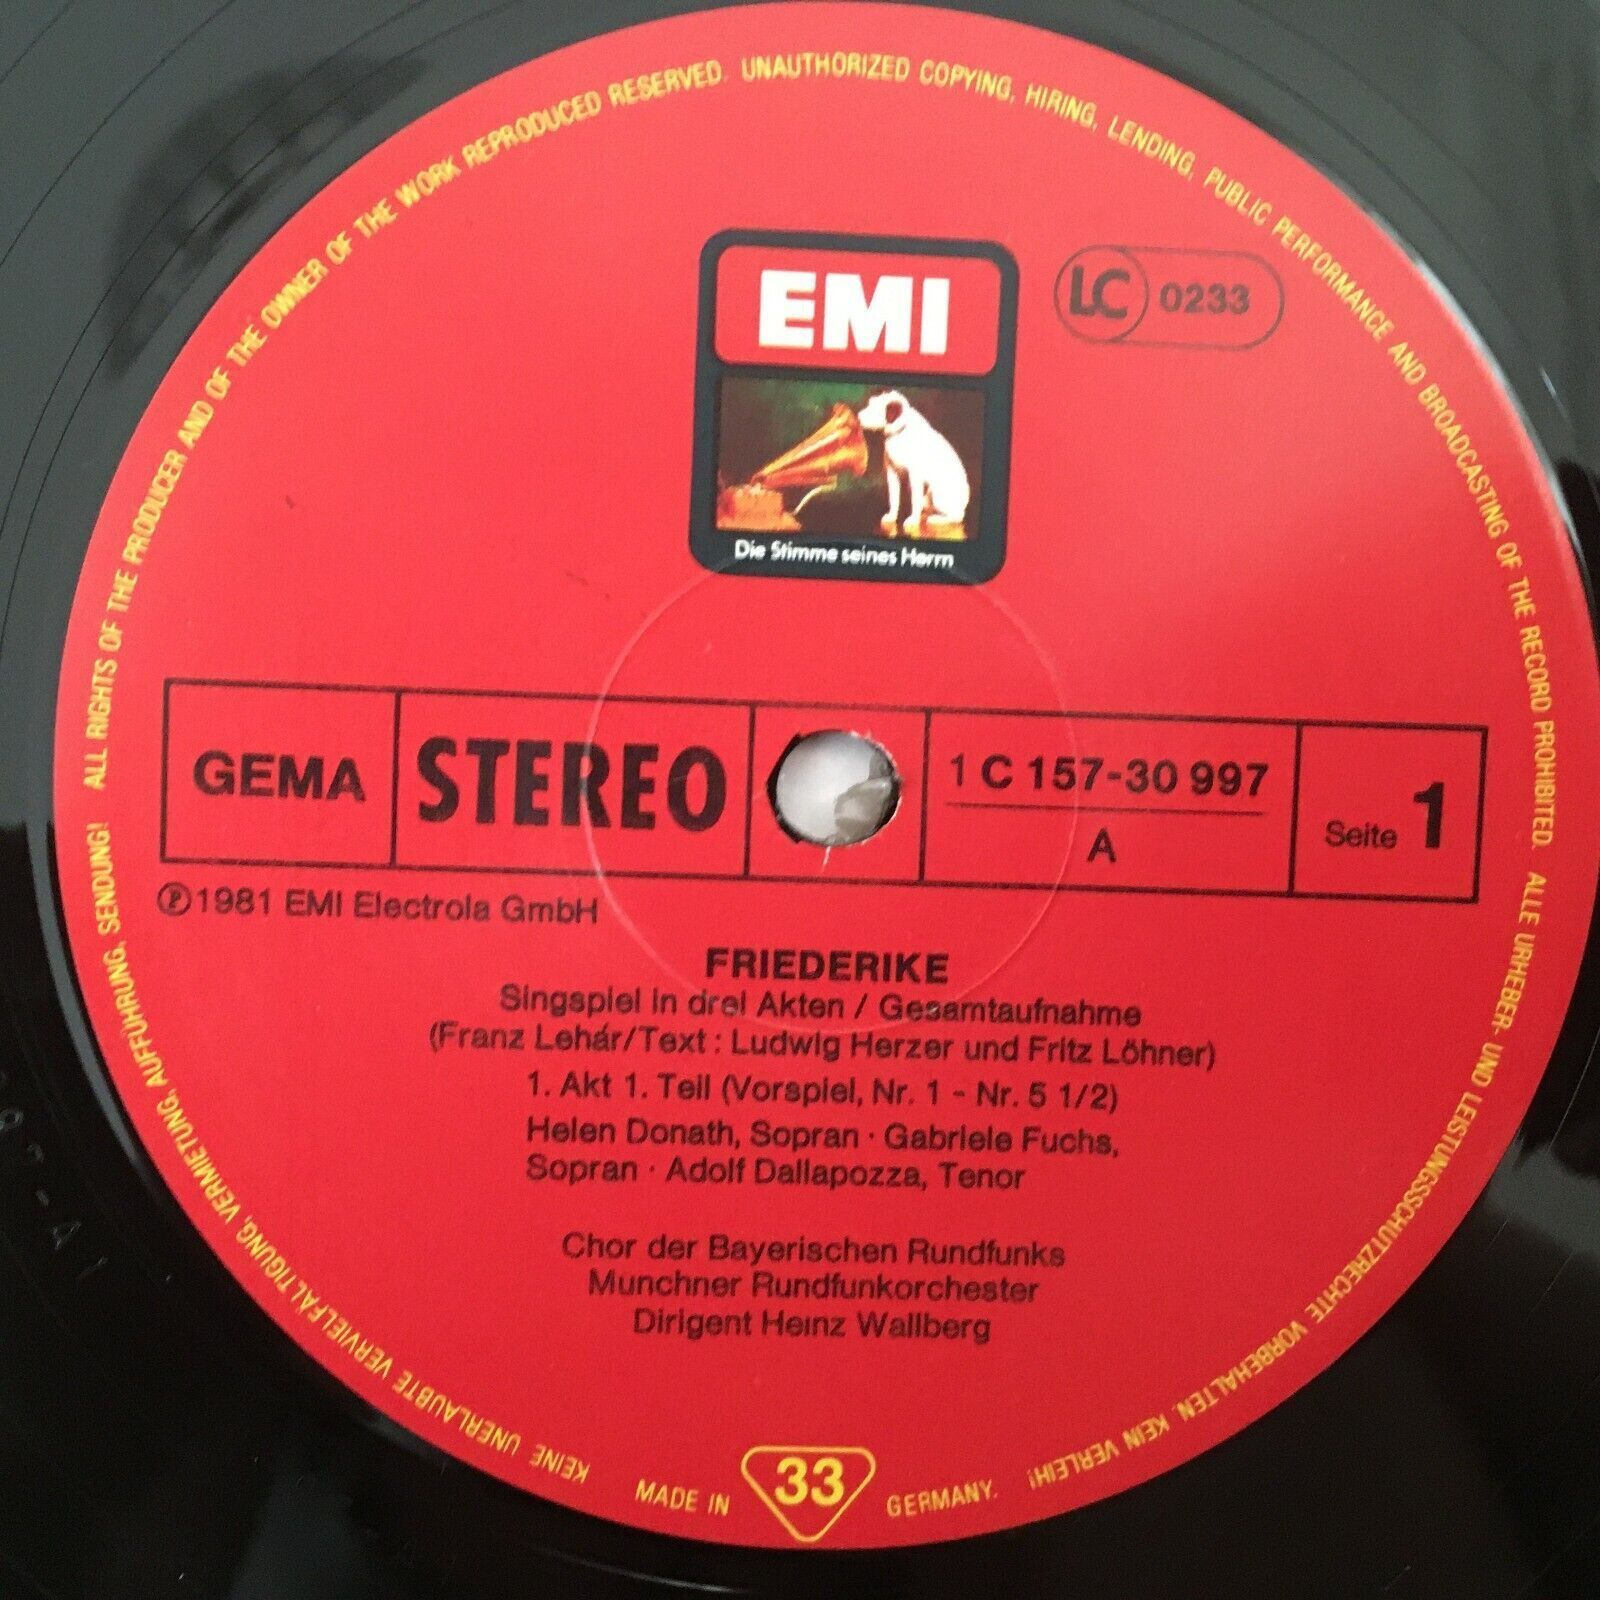 ALL RIGHTS OF THE PRODUCER AND OF THE OWNER OF THE WORK REPRODUCED RESERVED. UNAUTHORIZED COPYING, HIRING, LENDING, PUBLIC PERFORMANCE AND BROADCASTING OF THE RECORD PROHIBITED. ALLE URHEBER- UND LEISTUNGSSCHUTZRECHTE VORBEHALTEN. KEIN VERLEIH!
KEINE UNERLAUBTE VERVIELFÄLTIGUNG, VERMIETUNG, AUFFÜHRUNG, SENDUNG!
EMI
LC 0233
Die Stimme seines Herrn
GEMA
STEREO
1 C 157-30 997
A
Seite 1
Ⓟ1981 EMI Electrola GmbH
FRIEDERIKE
Singspiel in drei Akten / Gesamtaufnahme
(Franz Lehár/Text: Ludwig Herzer und Fritz Löhner)
1. Akt 1. Teil (Vorspiel, Nr. 1 - Nr. 5 1/2)
Helen Donath, Sopran · Gabriele Fuchs,
Sopran · Adolf Dallapozza, Tenor
Chor der Bayerischen Rundfunks
Munchner Rundfunkorchester
Dirigent Heinz Wallberg
MADE IN 33 GERMANY.